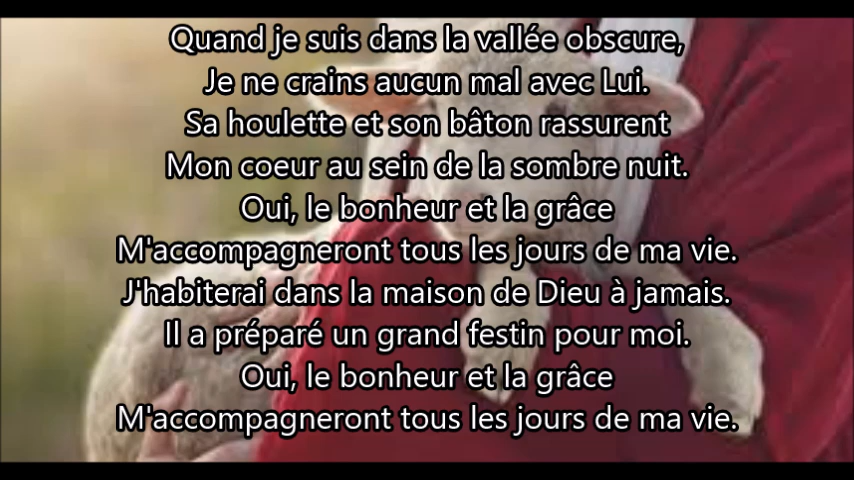 Quand je suis dans la vallée obscure,
Je ne crains aucun mal avec Lui.
Sa houlette et son bâton rassurent
Mon coeur au sein de la sombre nuit.
Oui, le bonheur et la grâce
M'accompagneront tous les jours de ma vie.
J'habiterai dans la maison de Dieu à jamais.
Il a préparé un grand festin pour moi.
Oui, le bonheur et la grâce
M'accompagneront tous les jours de ma vie.